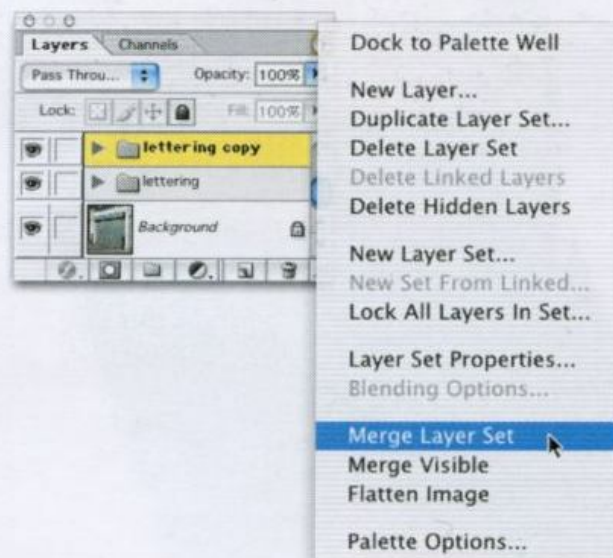 Layers Channels
Pass Throu... Opacity: 100%
Lock: Fill: 100%
lettering copy
lettering
Background
Dock to Palette Well
New Layer...
Duplicate Layer Set...
Delete Layer Set
Delete Linked Layers
Delete Hidden Layers
New Layer Set...
New Set From Linked...
Lock All Layers In Set...
Layer Set Properties...
Blending Options...
Merge Layer Set
Merge Visible
Flatten Image
Palette Options...